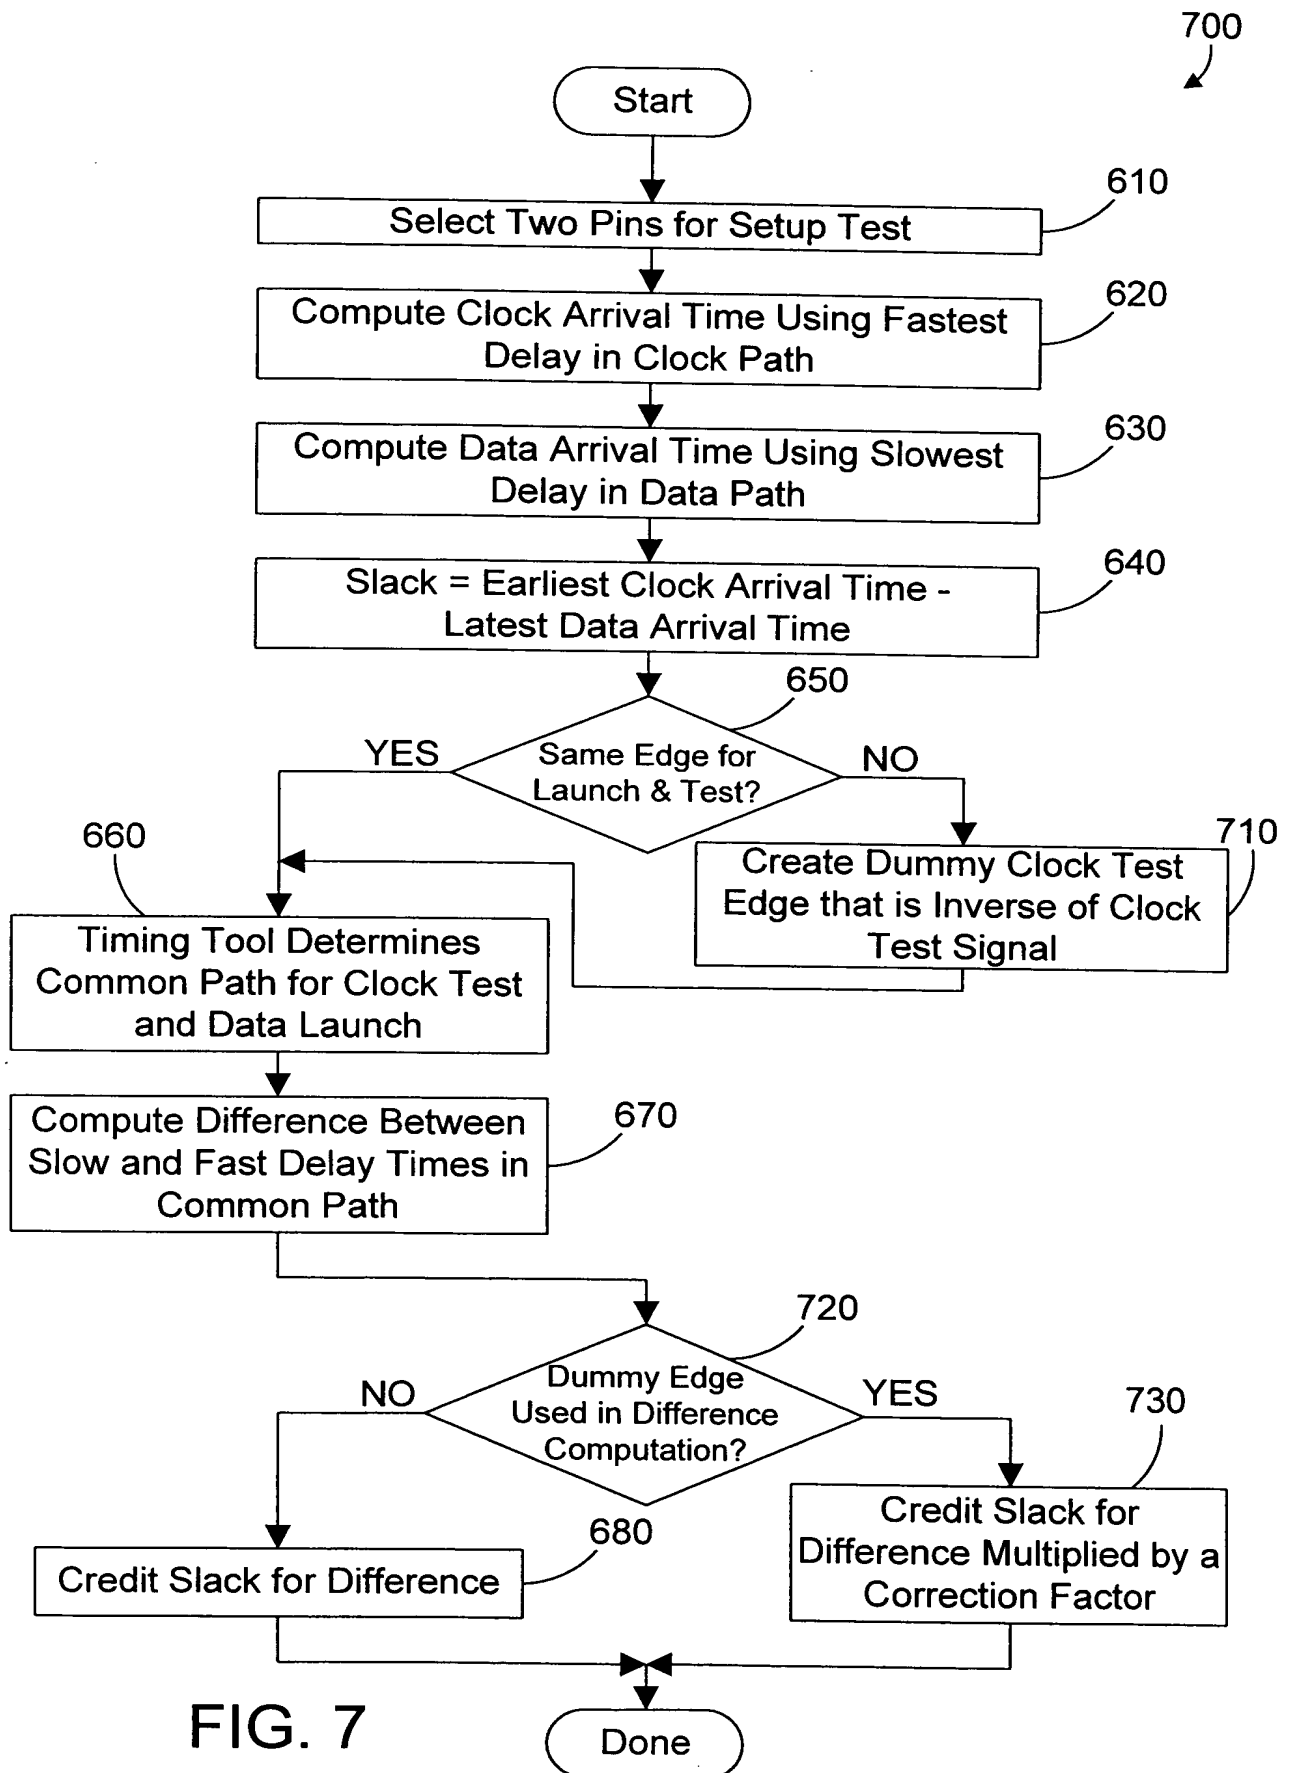 700
Start
610
Select Two Pins for Setup Test
620
Compute Clock Arrival Time Using Fastest
Delay in Clock Path
630
Compute Data Arrival Time Using Slowest
Delay in Data Path
640
Slack = Earliest Clock Arrival Time -
Latest Data Arrival Time
650
YES
Same Edge for
Launch & Test?
NO
660
710
Create Dummy Clock Test
Edge that is Inverse of Clock
Test Signal
Timing Tool Determines
Common Path for Clock Test
and Data Launch
670
Compute Difference Between
Slow and Fast Delay Times in
Common Path
720
NO
Dummy Edge
Used in Difference
Computation?
YES
730
680
Credit Slack for Difference
Credit Slack for
Difference Multiplied by a
Correction Factor
FIG. 7
Done